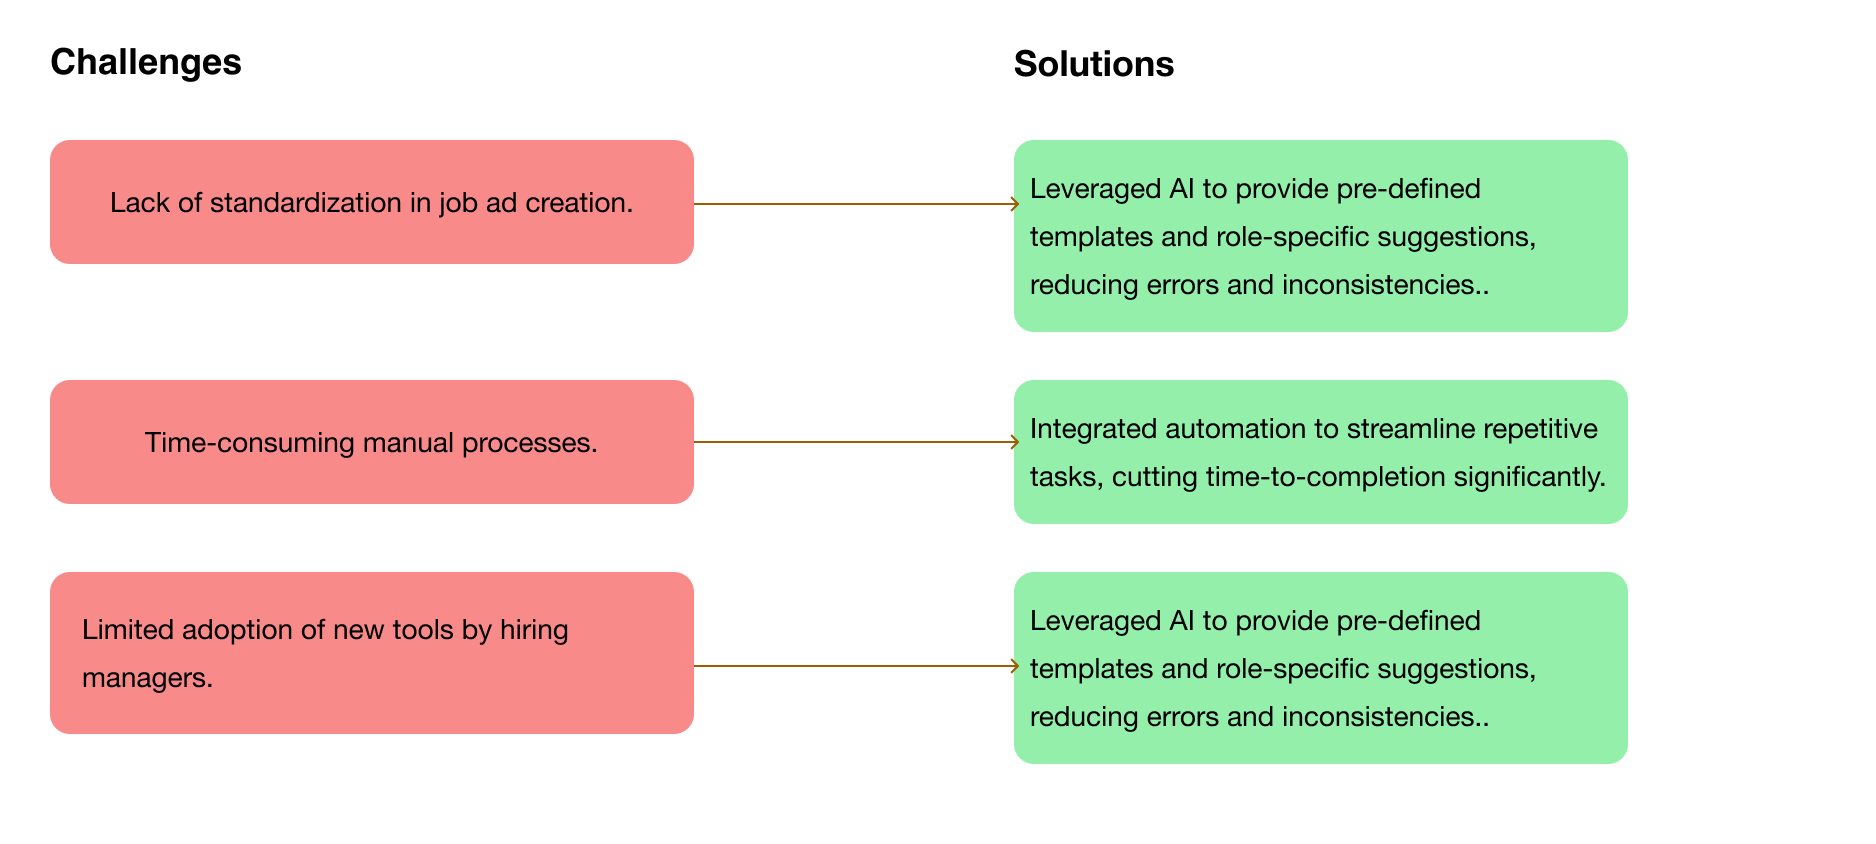 Challenges
Solutions
Lack of standardization in job ad creation.
Leveraged AI to provide pre-defined
templates and role-specific suggestions,
reducing errors and inconsistencies..
Time-consuming manual processes.
Integrated automation to streamline repetitive
tasks, cutting time-to-completion significantly.
Limited adoption of new tools by hiring
managers.
Leveraged AI to provide pre-defined
templates and role-specific suggestions,
reducing errors and inconsistencies..